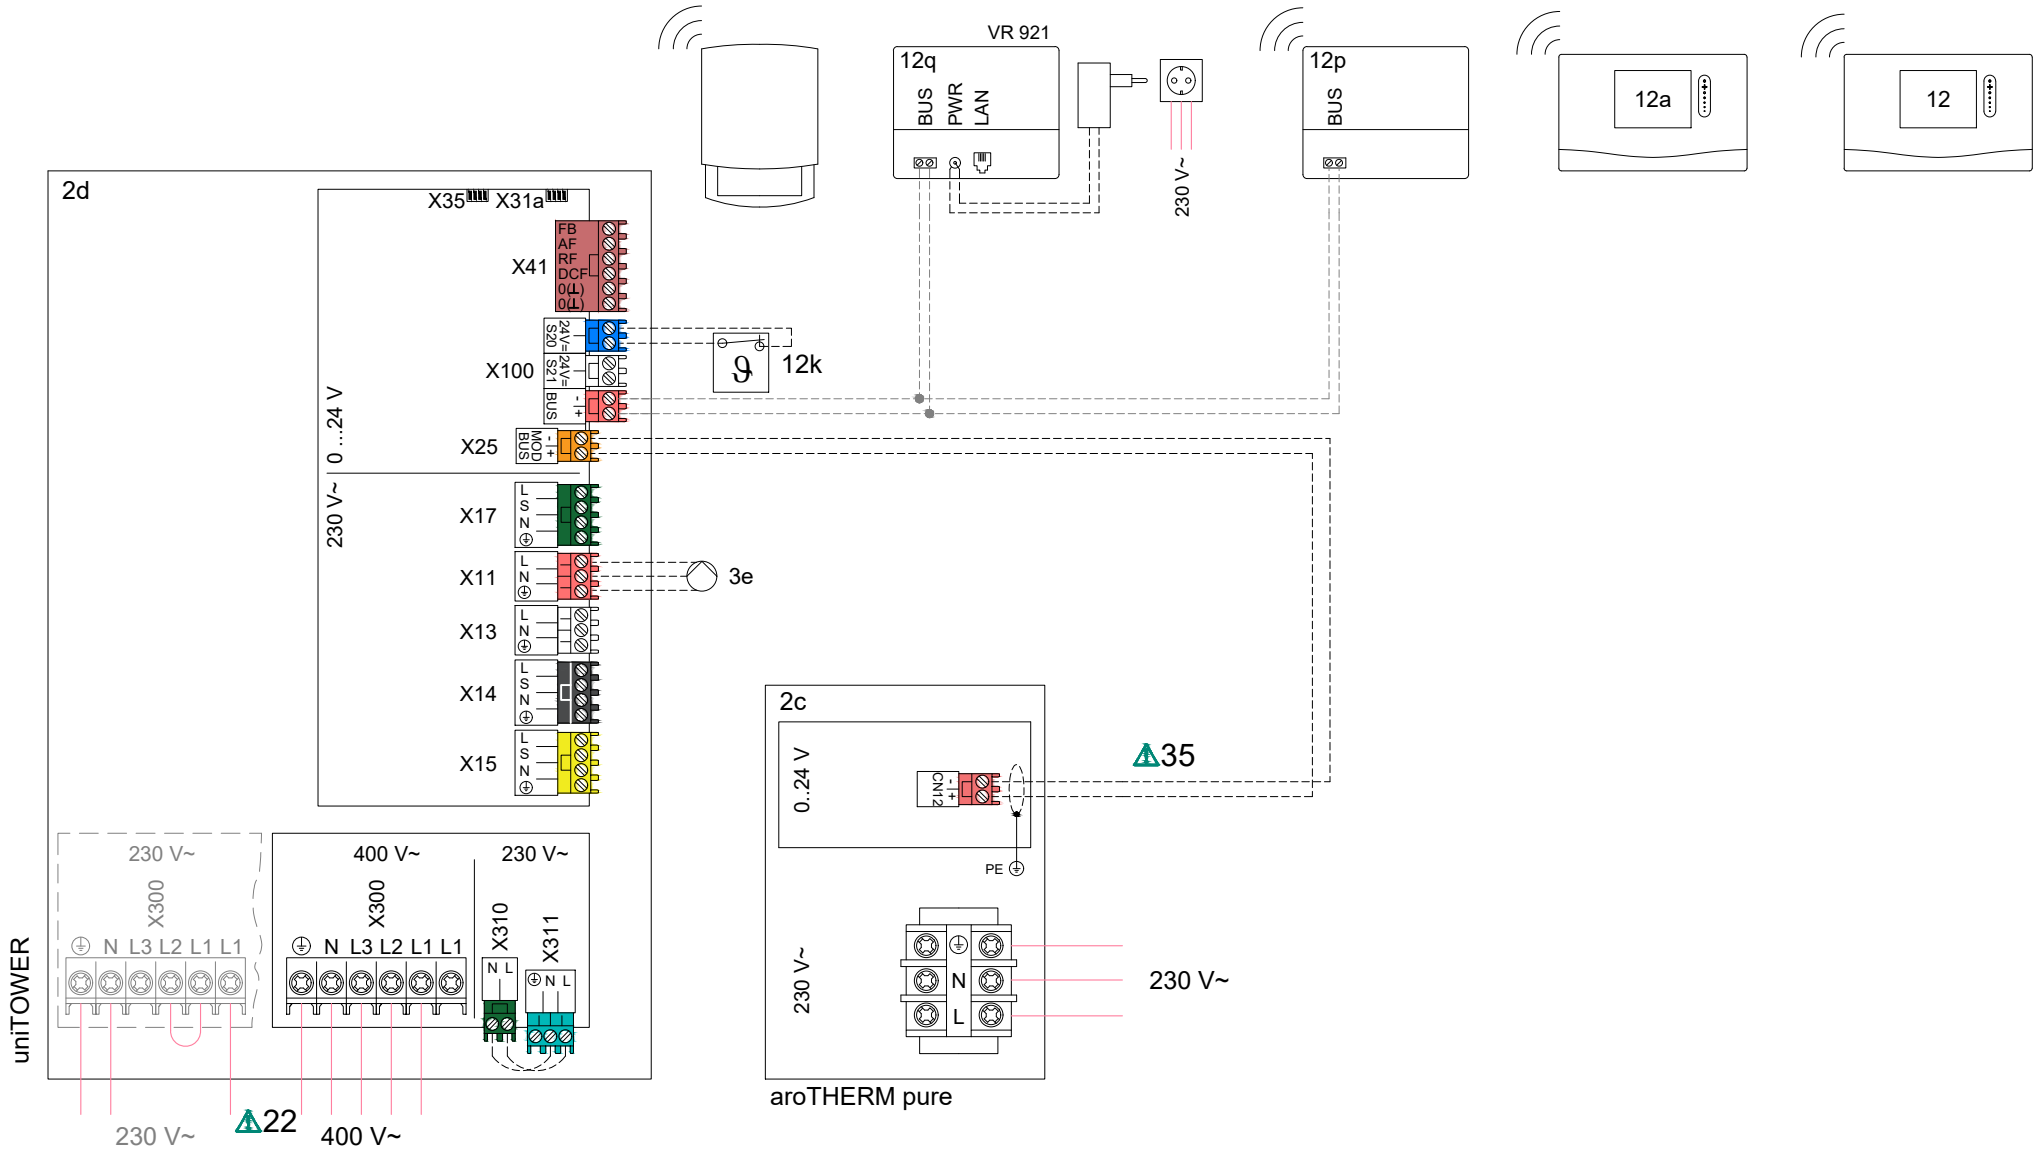 VR 921
12q
BUS
PWR
LAN
230 V~
12p
BUS
12a
12
2d
X35
X31a
X41
FB
AF
RF
DCF
0(⊥)
0(⊥)
0 ...24 V
X100
24V=
S20
24V=
S21
BUS
-
+
12k
X25
MOD
BUS
-
+
230 V~
X17
L
S
N
X11
L
N
3e
X13
L
N
X14
L
S
N
X15
L
S
N
2c
0..24 V
CN12
-
+
35
PE
230 V~
N
L
230 V~
aroTHERM pure
uniTOWER
230 V~
X300
N L3 L2 L1 L1
400 V~
X300
N L3 L2 L1 L1
230 V~
X310
N L
X311
N L
230 V~
22
400 V~